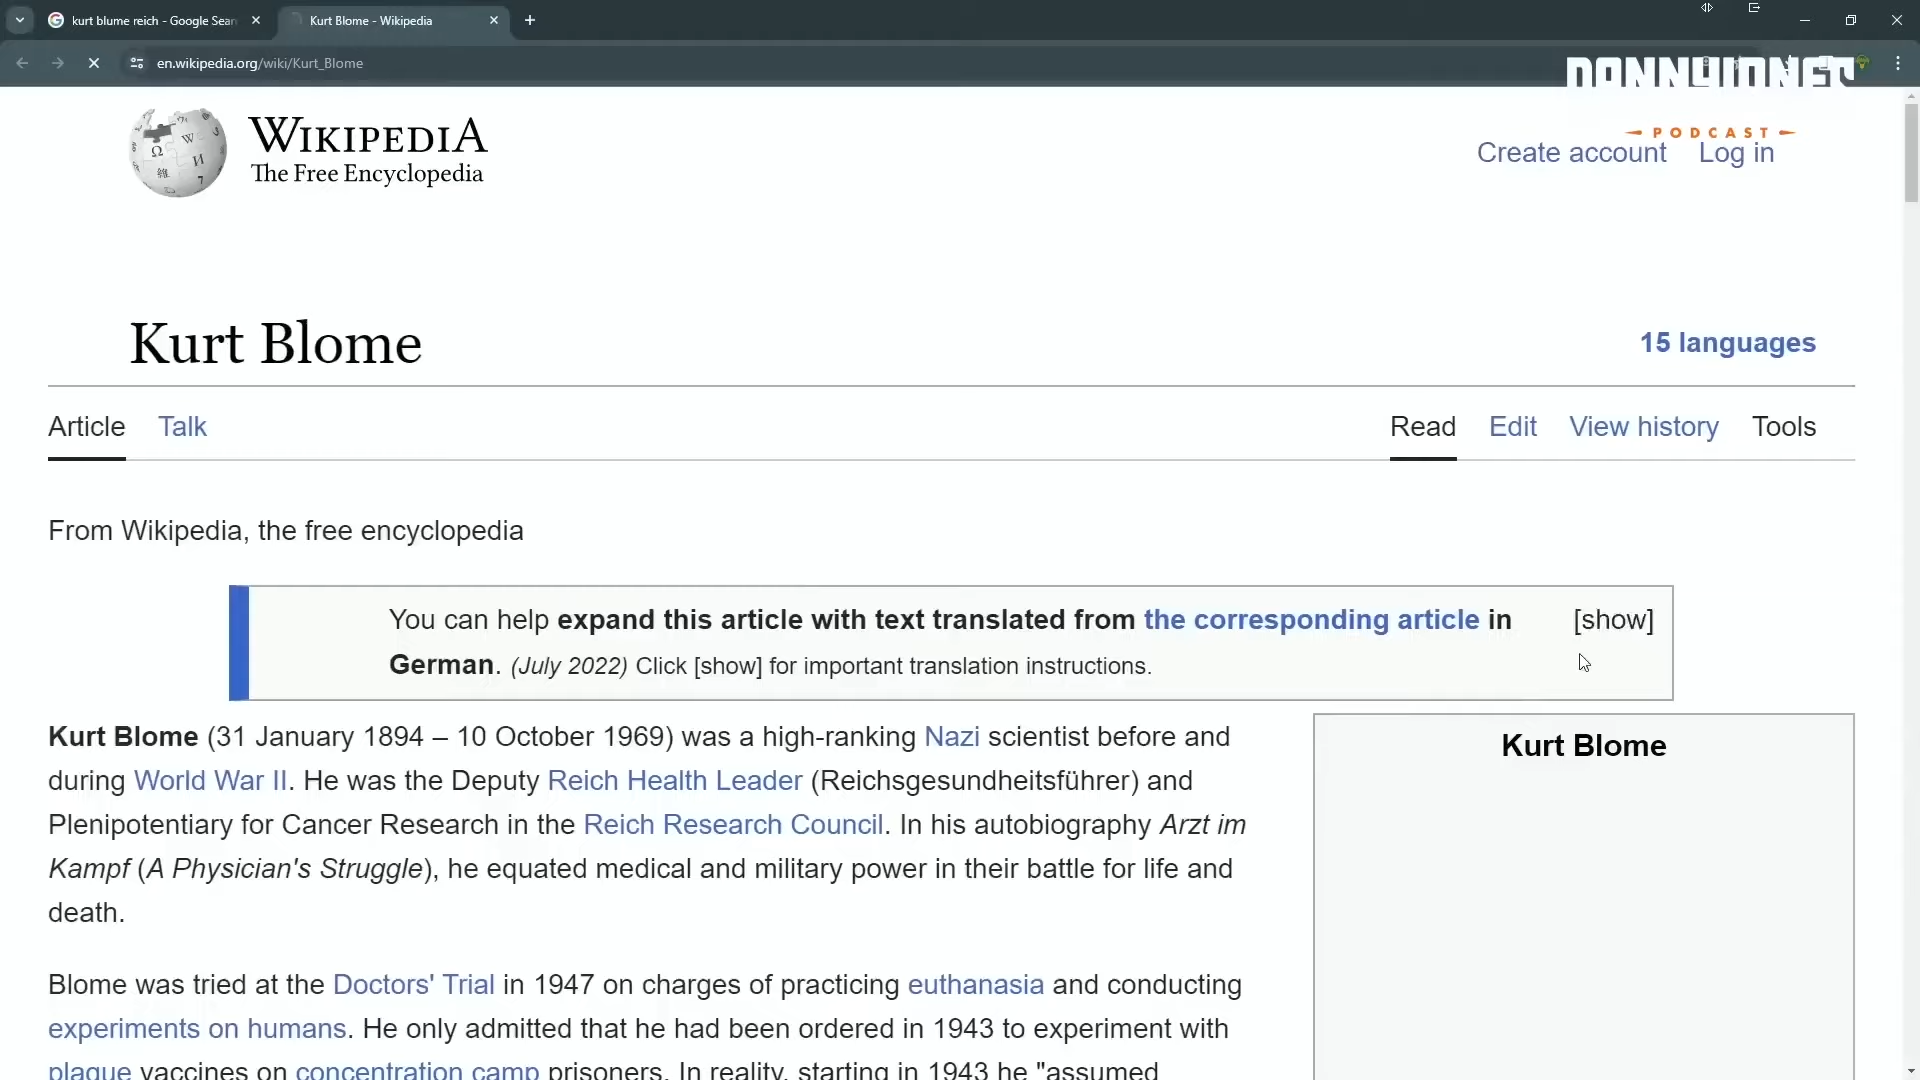 kurt blume reich - Google Sear
Kurt Blome - Wikipedia
en.wikipedia.org/wiki/Kurt_Blome
PODCAST
WIKIPEDIA
The Free Encyclopedia
Create account Log in
Kurt Blome
15 languages
Article Talk
Read Edit View history Tools
From Wikipedia, the free encyclopedia
You can help expand this article with text translated from the corresponding article in
[show]
German. (July 2022) Click [show] for important translation instructions.
Kurt Blome (31 January 1894 – 10 October 1969) was a high-ranking Nazi scientist before and
during World War II. He was the Deputy Reich Health Leader (Reichsgesundheitsführer) and
Plenipotentiary for Cancer Research in the Reich Research Council. In his autobiography Arzt im
Kampf (A Physician's Struggle), he equated medical and military power in their battle for life and
death.
Kurt Blome
Blome was tried at the Doctors' Trial in 1947 on charges of practicing euthanasia and conducting
experiments on humans. He only admitted that he had been ordered in 1943 to experiment with
plague vaccines on concentration camp prisoners. In reality, starting in 1943 he "assumed